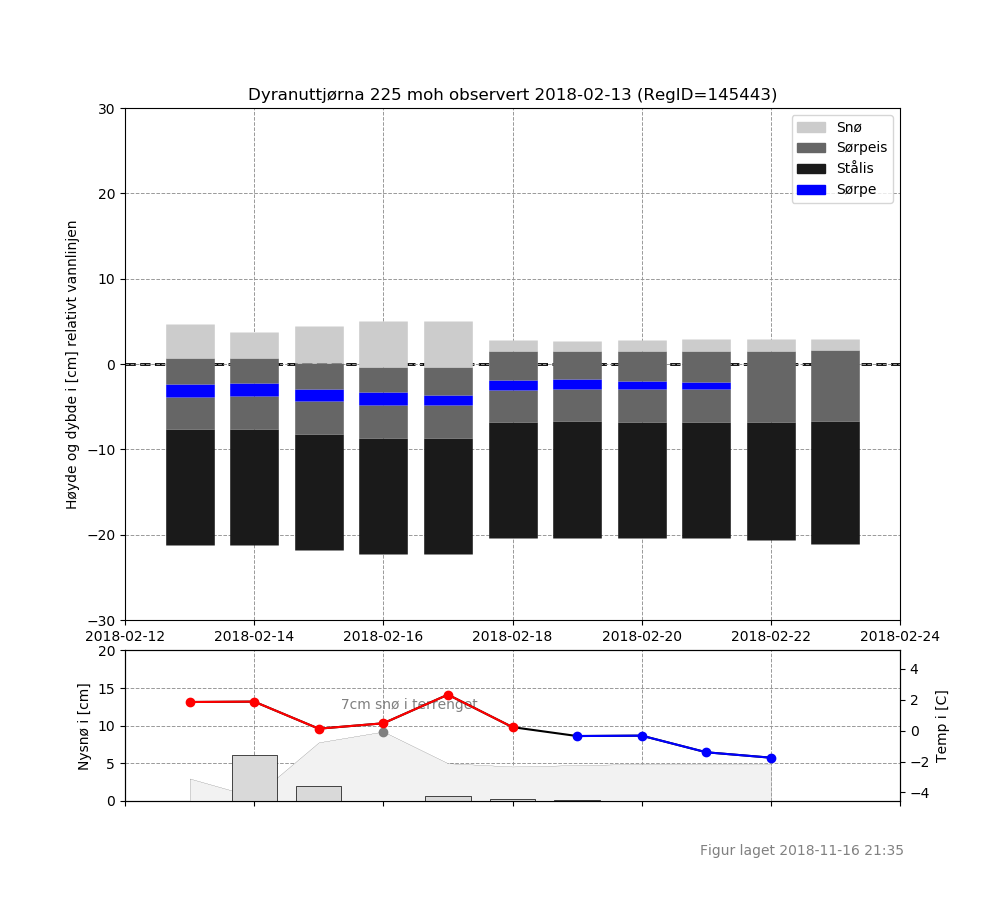 Dyranuttjørna 225 moh observert 2018-02-13 (RegID=145443)
Høyde og dybde i [cm] relativt vannlinjen
30
20
10
0
−10
−20
−30
Snø
Sørpeis
Stålis
Sørpe
2018-02-12 2018-02-14 2018-02-16 2018-02-18 2018-02-20 2018-02-22 2018-02-24
Nysnø i [cm]
20
15
10
5
0
7cm snø i terrenget
4
2
0
−2
−4
Temp i [C]
Figur laget 2018-11-16 21:35